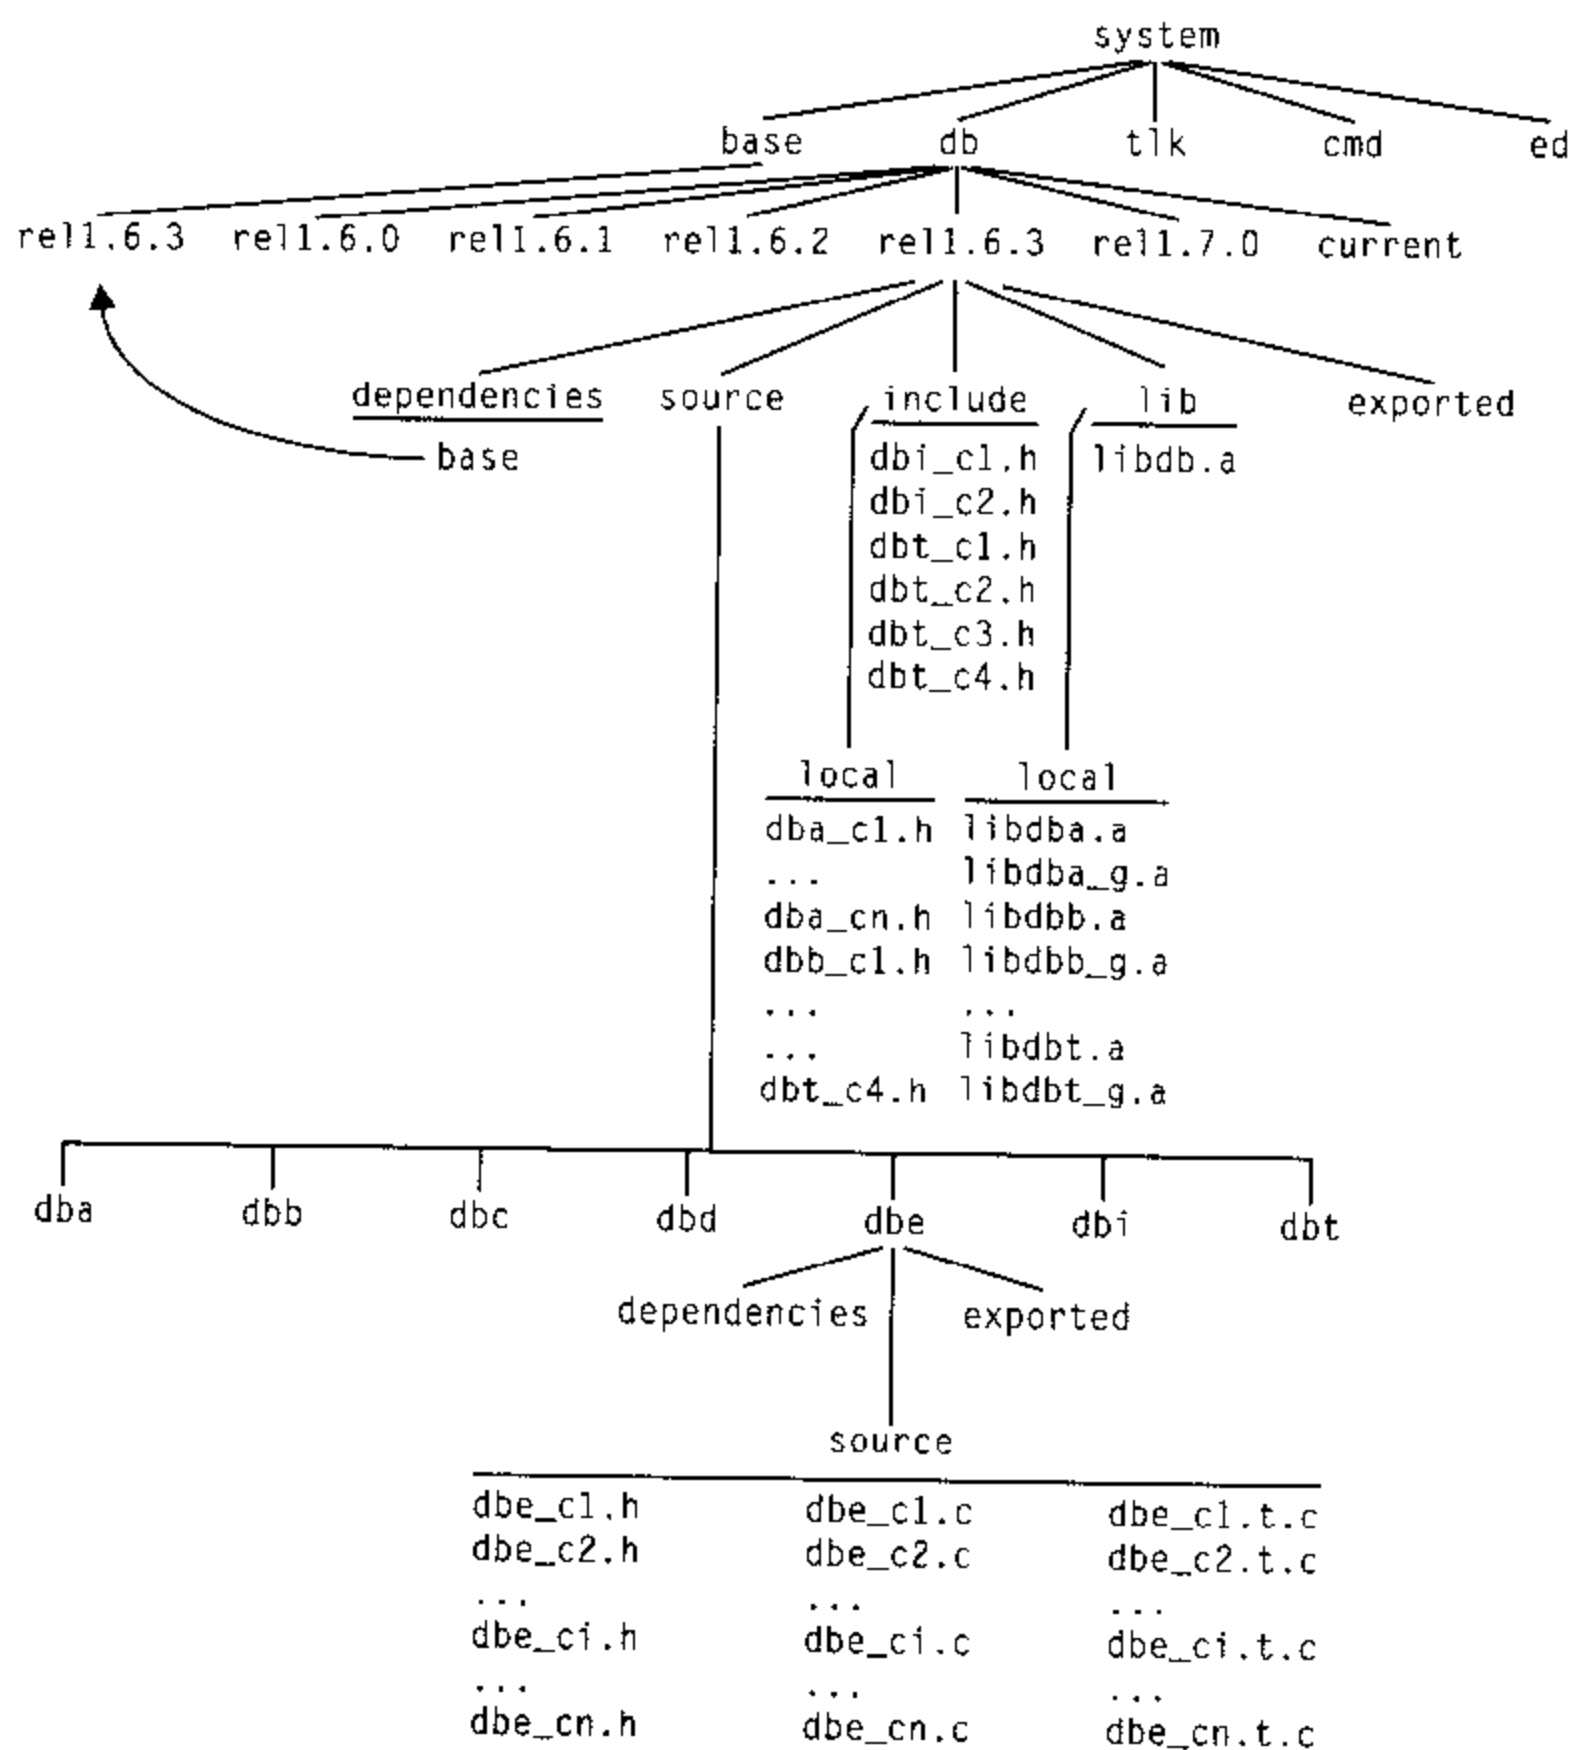 system
base db tlk cmd ed
rel1.6.3 rel1.6.0 rel1.6.1 rel1.6.2 rel1.6.3 rel1.7.0 current
dependencies source include lib exported
base dbi_c1.h libdb.a
dbi_c2.h
dbt_c1.h
dbt_c2.h
dbt_c3.h
dbt_c4.h
local local
dba_c1.h libdba.a
... libdba_g.a
dba_cn.h libdbb.a
dbb_c1.h libdbb_g.a
... ...
... libdbt.a
dbt_c4.h libdbt_g.a
dba dbb dbc dbd dbe dbi dbt
dependencies exported
source
dbe_c1.h dbe_c1.c dbe_c1.t.c
dbe_c2.h dbe_c2.c dbe_c2.t.c
... ... ...
dbe_ci.h dbe_ci.c dbe_ci.t.c
... ... ...
dbe_cn.h dbe_cn.c dbe_cn.t.c